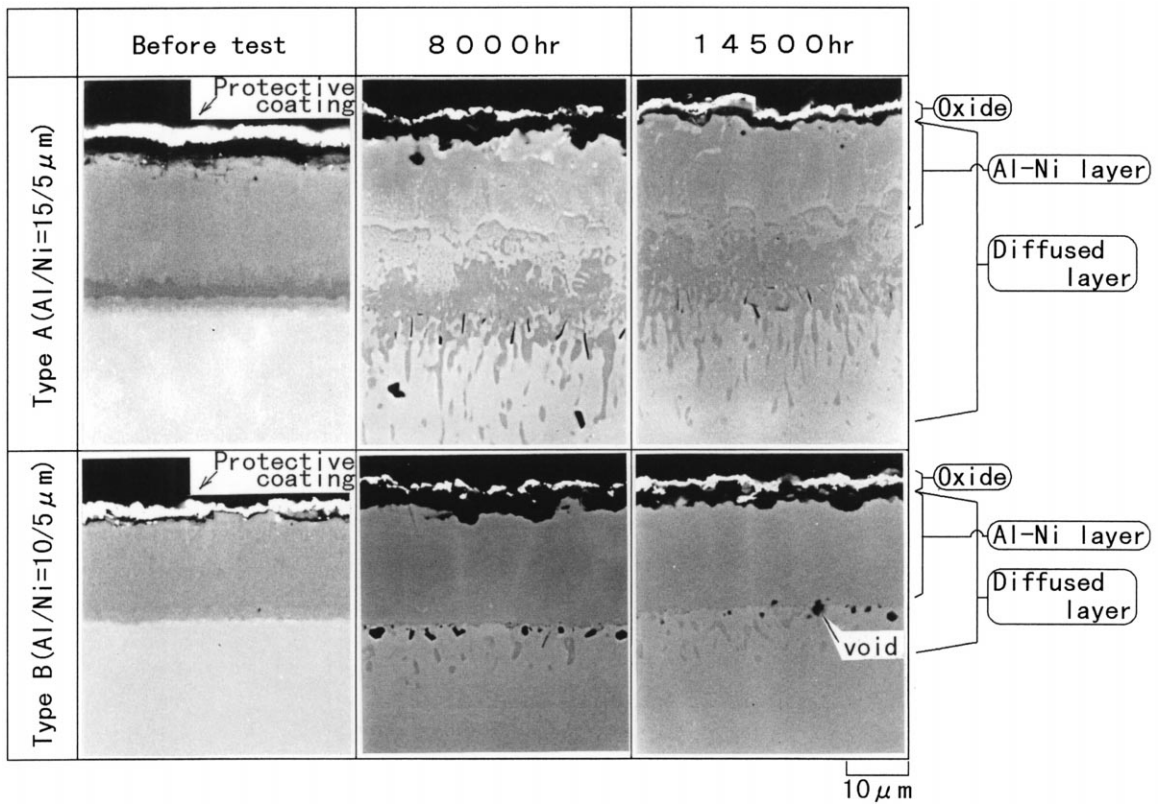 Before test
8000hr
14500hr
Type A(Al/Ni=15/5μm)
Protective
coating
Oxide
Al-Ni layer
Diffused
layer
Type B(Al/Ni=10/5μm)
Protective
coating
void
Oxide
Al-Ni layer
Diffused
layer
10μm